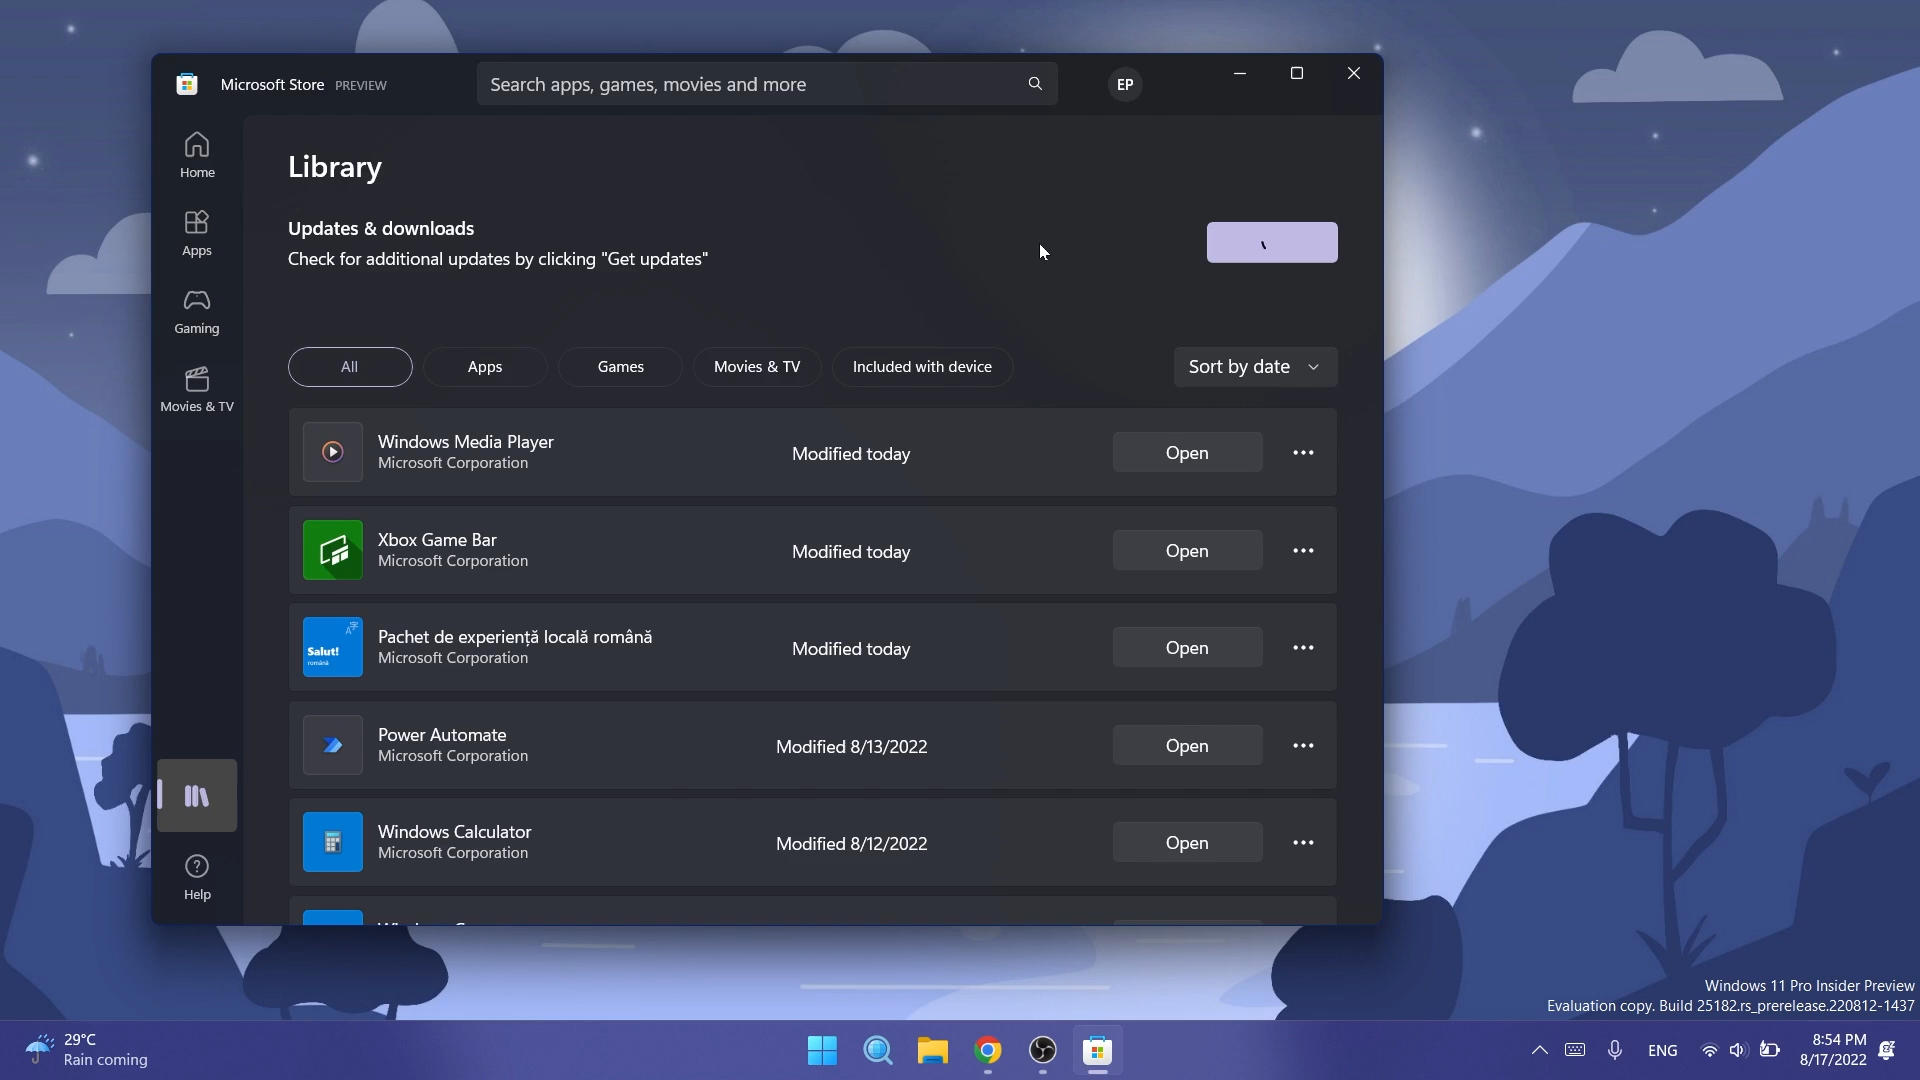 Microsoft Store PREVIEW
Search apps, games, movies and more
EP
Home
Apps
Gaming
Movies & TV
Help
Library
Updates & downloads
Check for additional updates by clicking "Get updates"
All
Apps
Games
Movies & TV
Included with device
Sort by date
Windows Media Player
Microsoft Corporation
Modified today
Open
Xbox Game Bar
Microsoft Corporation
Modified today
Open
A字
Salut!
română
Pachet de experiență locală română
Microsoft Corporation
Modified today
Open
Power Automate
Microsoft Corporation
Modified 8/13/2022
Open
Windows Calculator
Microsoft Corporation
Modified 8/12/2022
Open
Windows 11 Pro Insider Preview
Evaluation copy. Build 25182.rs_prerelease.220812-1437
29°C
Rain coming
ENG
8:54 PM
8/17/2022